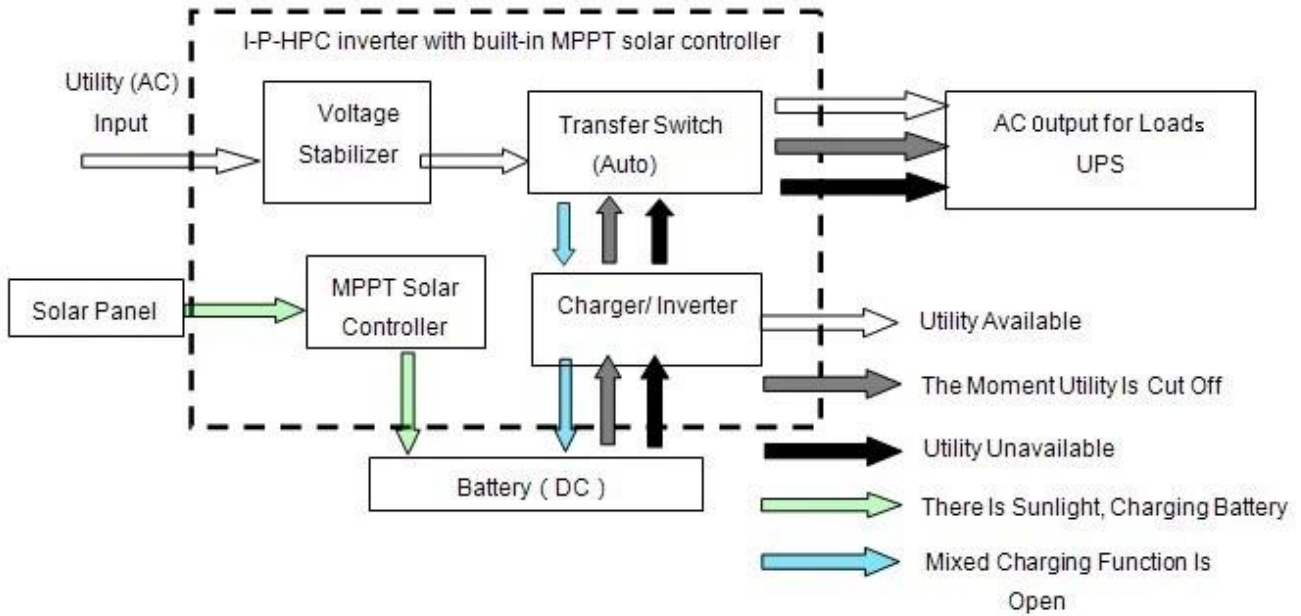 I-P-HPC inverter with built-in MPPT solar controller
Utility (AC)
Input
Voltage
Stabilizer
Transfer Switch
(Auto)
AC Output for Loads
UPS
Solar Panel
MPPT Solar
Controller
Charger/ Inverter
Battery ( DC )
Utility Available
The Moment Utility Is Cut Off
Utility Unavailable
There Is Sunlight, Charging Battery
Mixed Charging Function Is
Open